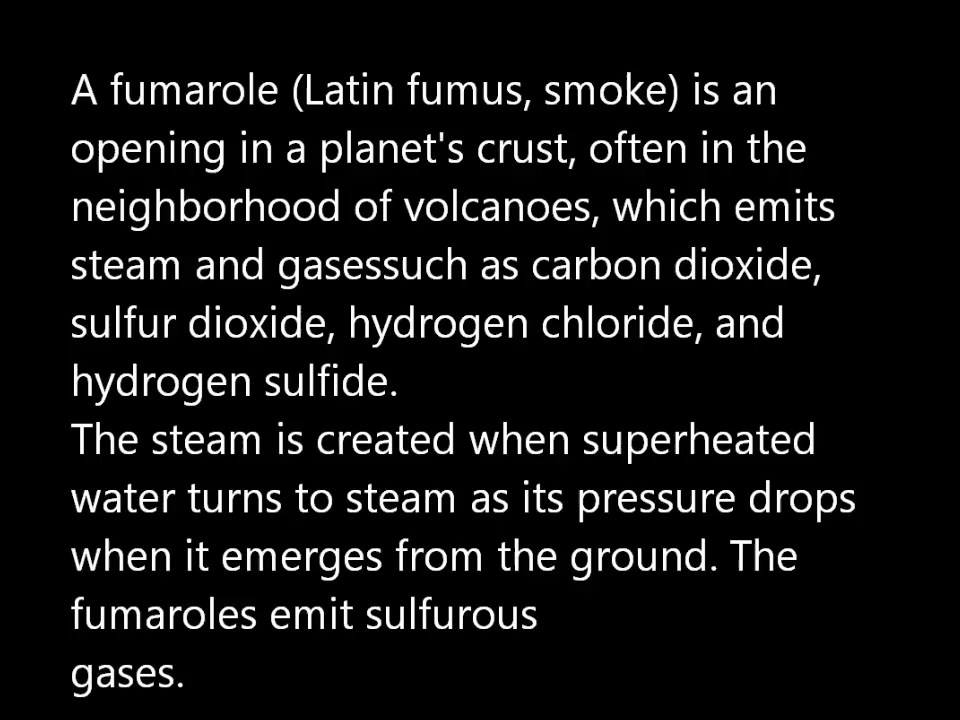 A fumarole (Latin fumus, smoke) is an
opening in a planet's crust, often in the
neighborhood of volcanoes, which emits
steam and gasessuch as carbon dioxide,
sulfur dioxide, hydrogen chloride, and
hydrogen sulfide.
The steam is created when superheated
water turns to steam as its pressure drops
when it emerges from the ground. The
fumaroles emit sulfurous
gases.